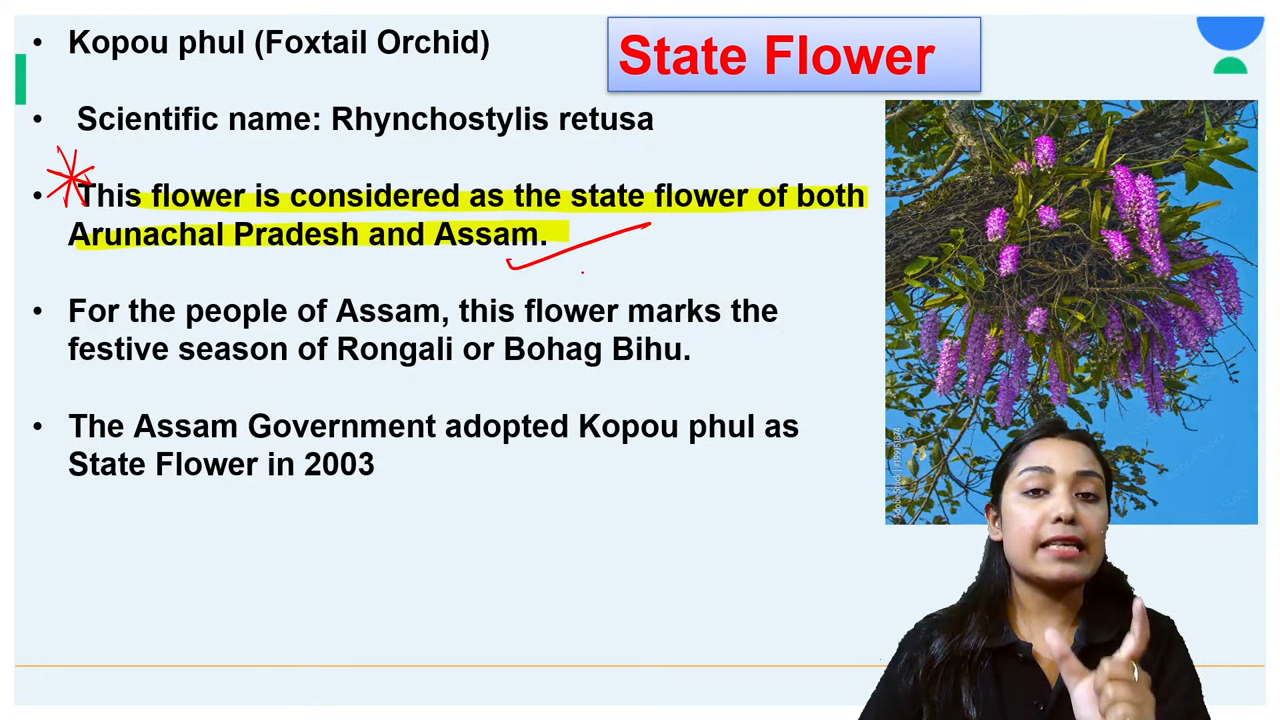 State Flower
• Kopou phul (Foxtail Orchid)
• Scientific name: Rhynchostylis retusa
• This flower is considered as the state flower of both
Arunachal Pradesh and Assam.
• For the people of Assam, this flower marks the
festive season of Rongali or Bohag Bihu.
• The Assam Government adopted Kopou phul as
State Flower in 2003